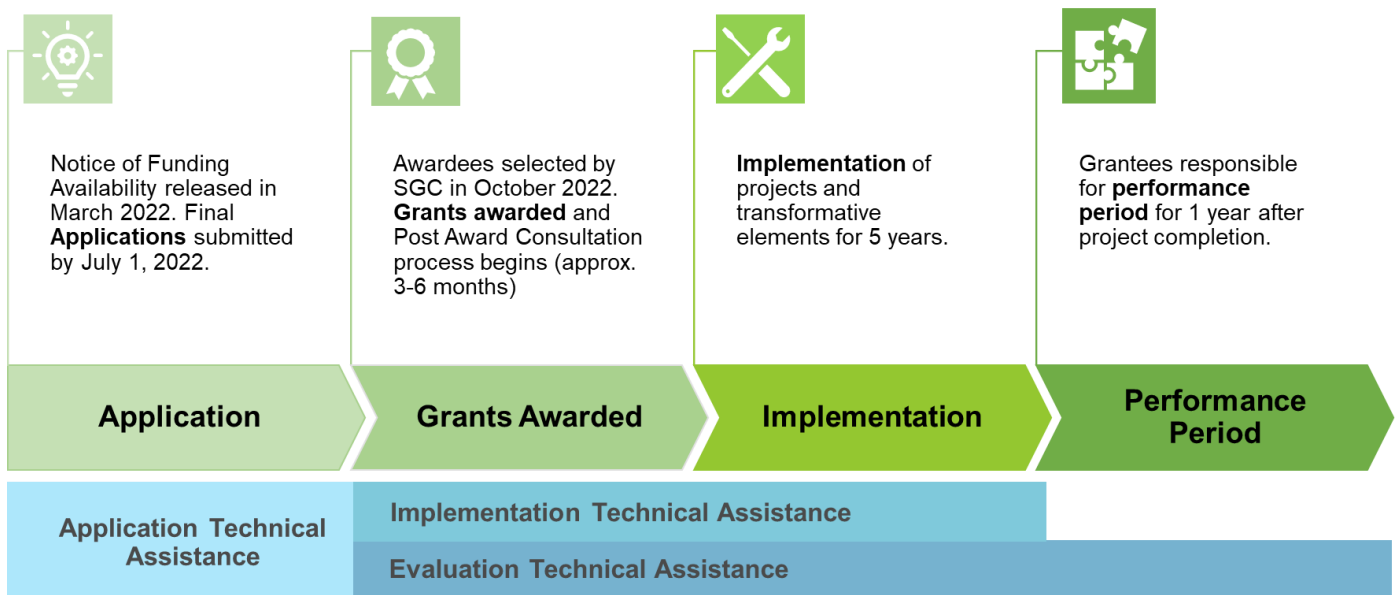 Notice of Funding
Availability released in
March 2022. Final
Applications submitted
by July 1, 2022.
Awardees selected by
SGC in October 2022.
Grants awarded and
Post Award Consultation
process begins (approx.
3-6 months)
Implementation of
projects and
transformative
elements for 5 years.
Grantees responsible
for performance
period for 1 year after
project completion.
Application
Grants Awarded
Implementation
Performance
Period
Application Technical
Assistance
Implementation Technical Assistance
Evaluation Technical Assistance